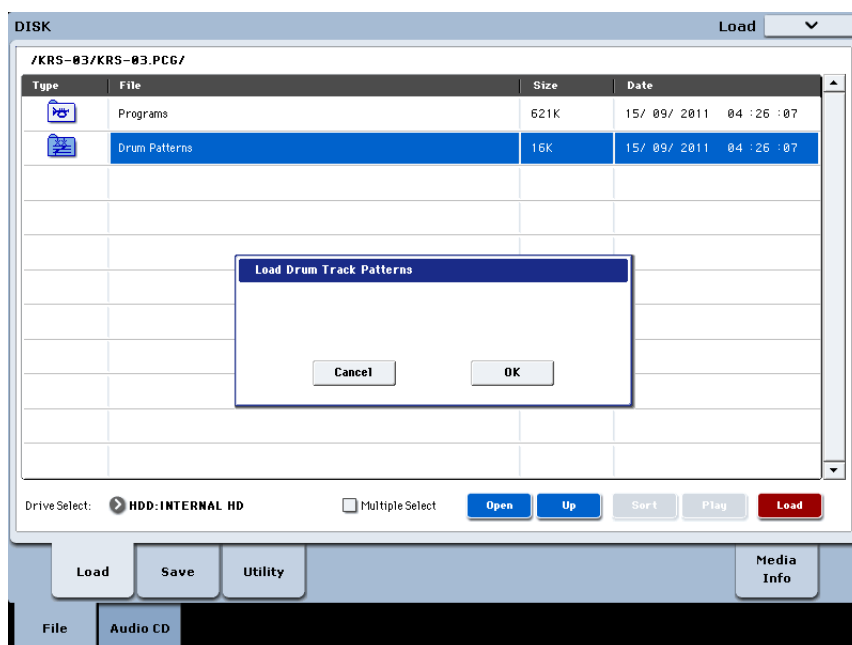 DISK Load
/KRS-03/KRS-03.PCG/
Type File Size Date
Programs 621K 15/ 09/ 2011 04 :26 :07
Drum Patterns 16K 15/ 09/ 2011 04 :26 :07
Load Drum Track Patterns
Cancel OK
Drive Select: HDD:INTERNAL HD Multiple Select Open Up Sort Play Load
Load Save Utility Media Info
File Audio CD